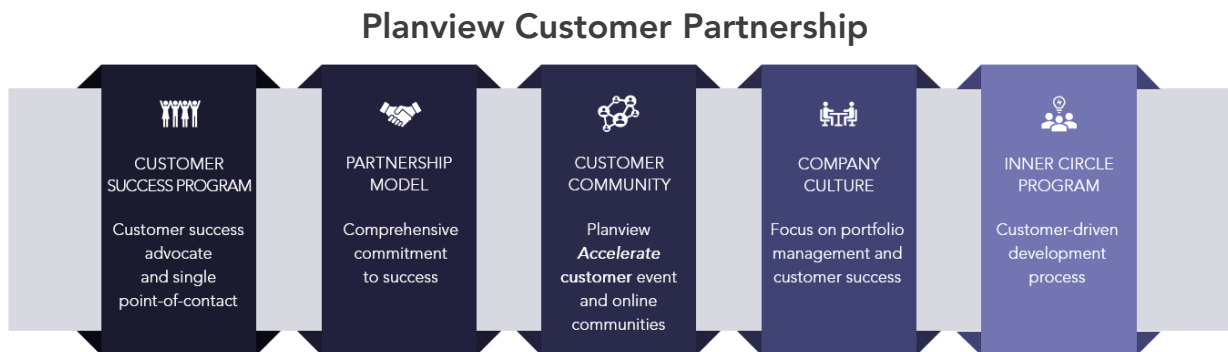 Planview Customer Partnership
CUSTOMER
SUCCESS PROGRAM
Customer success
advocate
and single
point-of-contact
PARTNERSHIP
MODEL
Comprehensive
commitment
to success
CUSTOMER
COMMUNITY
Planview
Accelerate
customer event
and online
communities
COMPANY
CULTURE
Focus on portfolio
management and
customer success
INNER CIRCLE
PROGRAM
Customer-driven
development
process